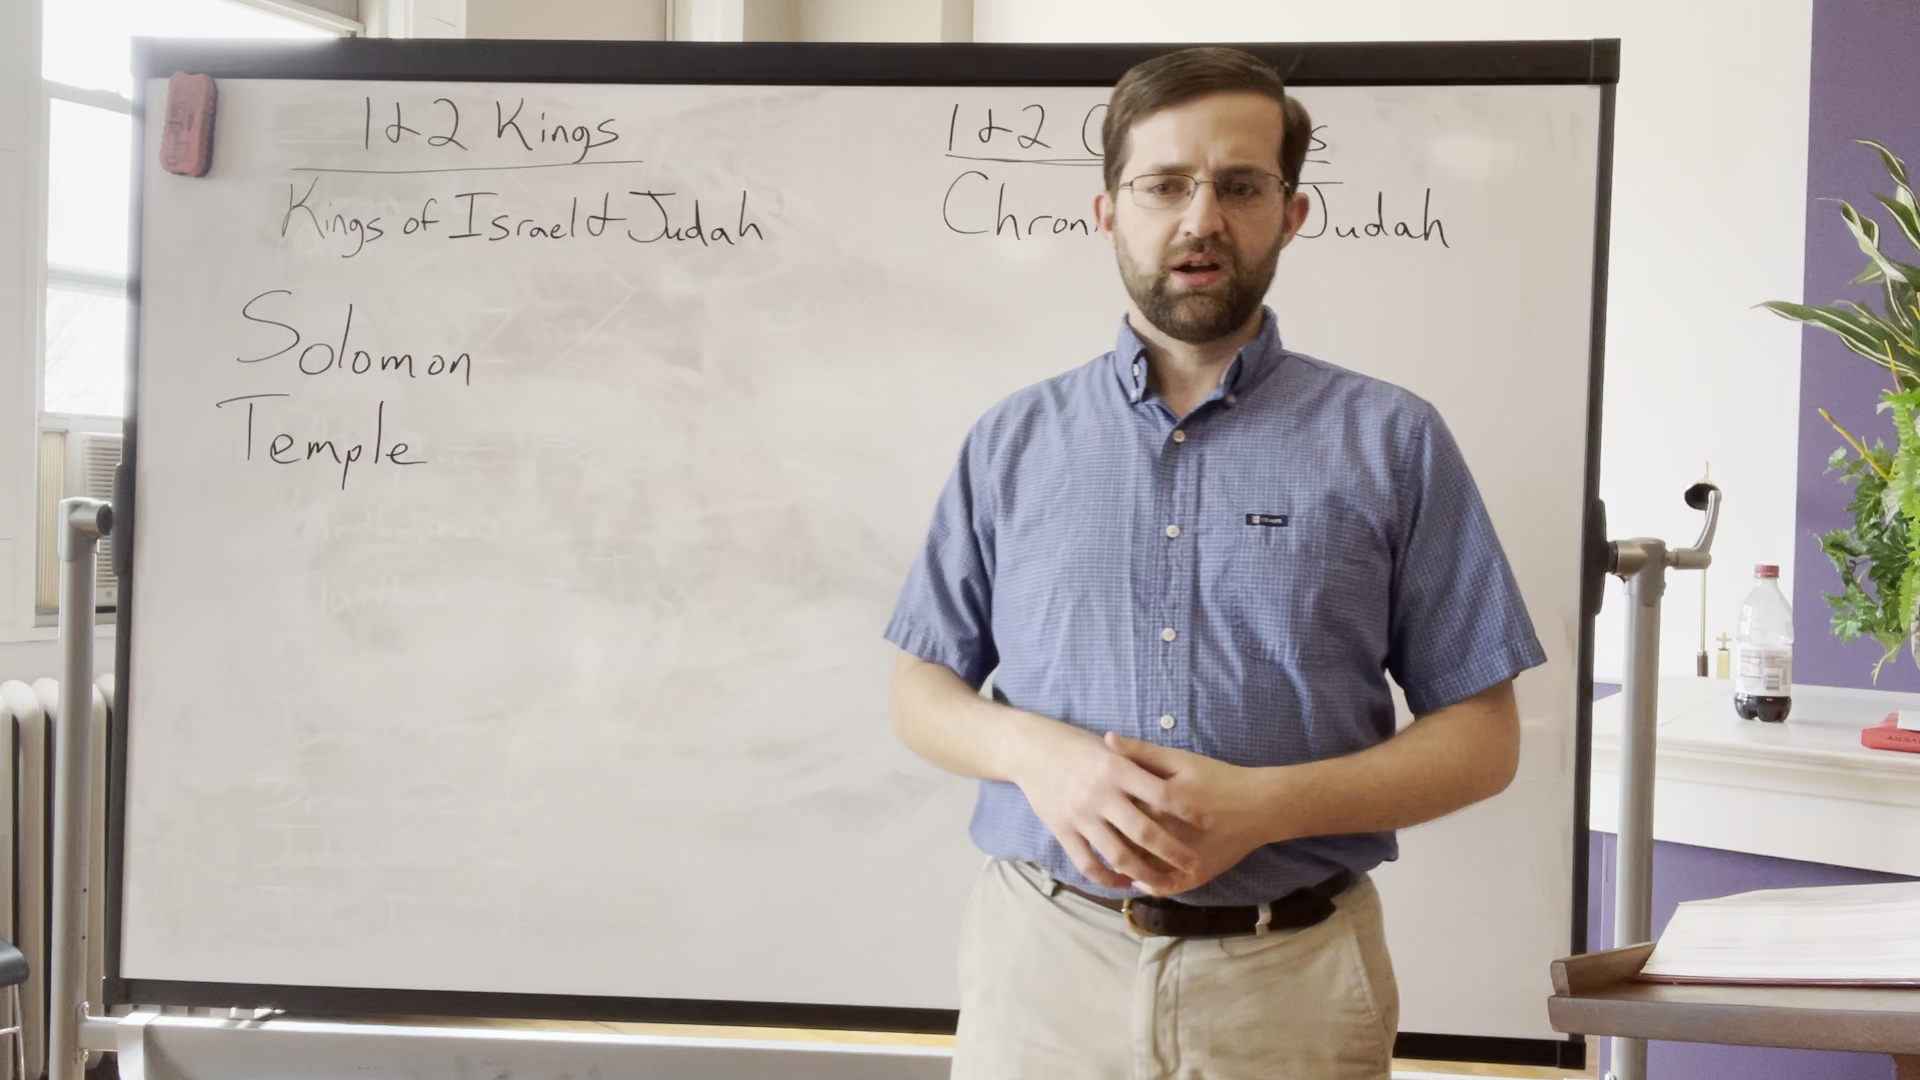 1 & 2 Kings
Kings of Israel & Judah
Solomon
Temple
1 & 2 C s
Chron Judah